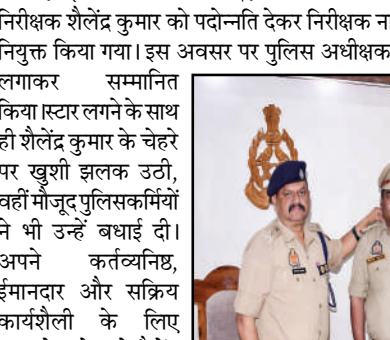 निरीक्षक शैलेंद्र कुमार को पदोन्नति देकर निरीक्षक
नियुक्त किया गया। इस अवसर पर पुलिस अधीक्षक
लगाकर सम्मानित
किया।स्टार लगने के साथ
ही शैलेंद्र कुमार के चेहरे
पर खुशी झलक उठी,
वहीं मौजूद पुलिसकर्मियों
ने भी उन्हें बधाई दी।
अपने कर्तव्यनिष्ठ,
ईमानदार और सक्रिय
कार्यशैली के लिए